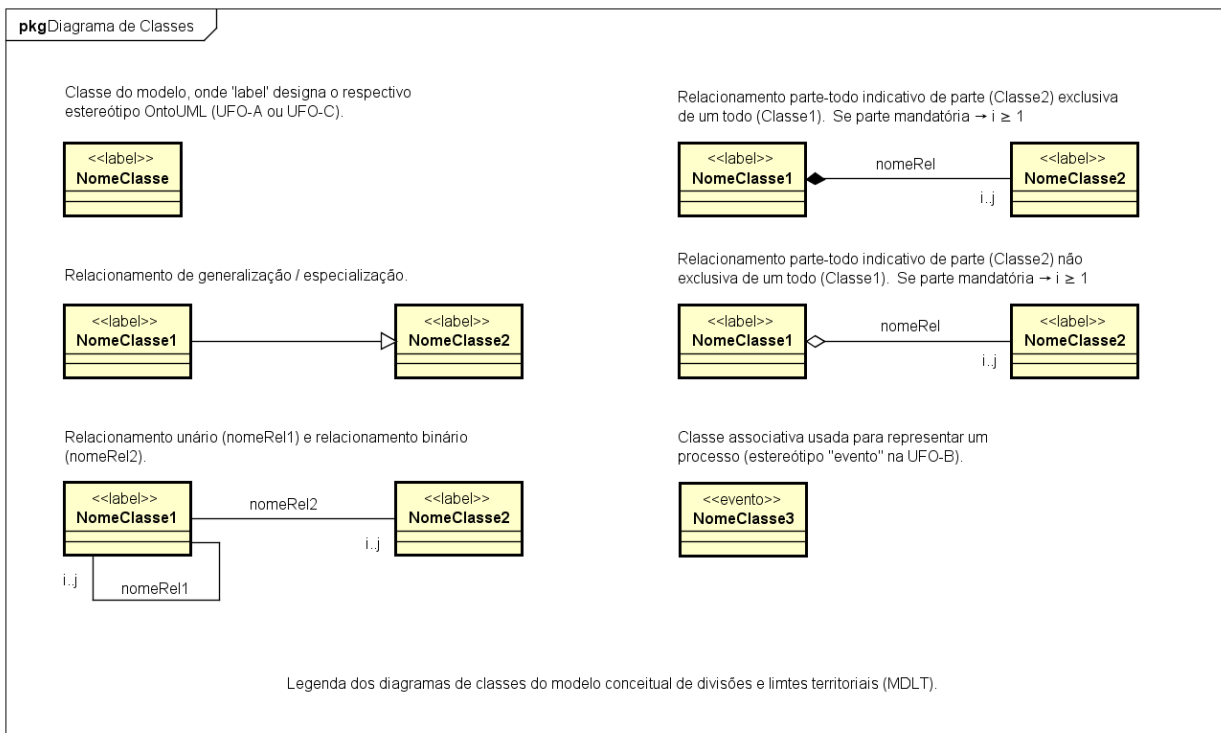 pkgDiagrama de Classes
Classe do modelo, onde 'label' designa o respectivo
estereótipo OntoUML (UFO-A ou UFO-C).
<<label>>
NomeClasse
Relacionamento parte-todo indicativo de parte (Classe2) exclusiva
de um todo (Classe1). Se parte mandatória → i ≥ 1
<<label>>
NomeClasse1
nomeRel
i..j
<<label>>
NomeClasse2
Relacionamento de generalização / especialização.
<<label>>
NomeClasse1
<<label>>
NomeClasse2
Relacionamento parte-todo indicativo de parte (Classe2) não
exclusiva de um todo (Classe1). Se parte mandatória → i ≥ 1
<<label>>
NomeClasse1
nomeRel
i..j
<<label>>
NomeClasse2
Relacionamento unário (nomeRel1) e relacionamento binário
(nomeRel2).
<<label>>
NomeClasse1
nomeRel2
i..j
<<label>>
NomeClasse2
i..j
nomeRel1
Classe associativa usada para representar um
processo (estereótipo "evento" na UFO-B).
<<evento>>
NomeClasse3
Legenda dos diagramas de classes do modelo conceitual de divisões e limtes territoriais (MDLT).